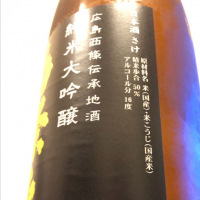 日本酒 さけ
原材料名 米(国産)・米こうじ(国産米)
精米歩合 50%
アルコール分 16度
広島西條伝承地酒
純米大吟醸